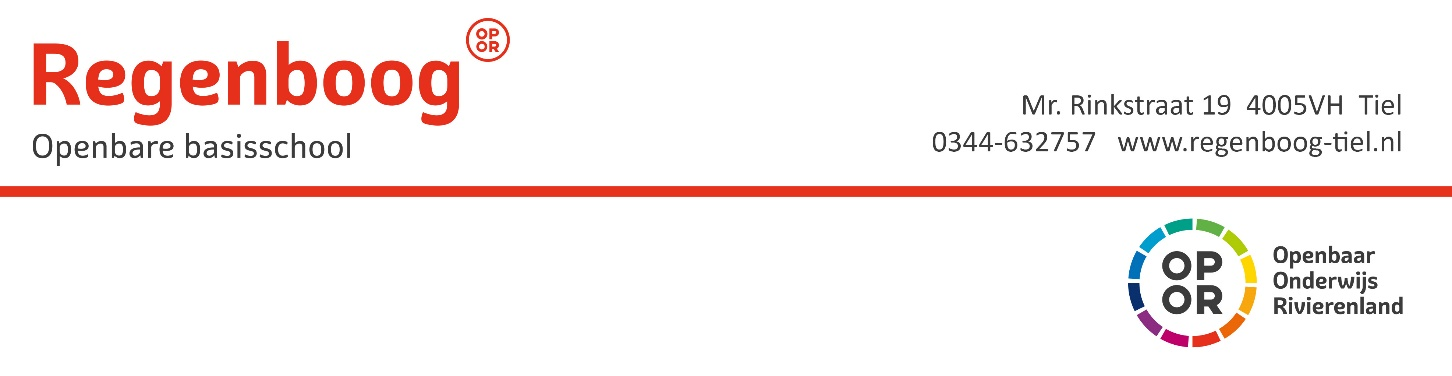 Regenboog
OP
OR
Openbare basisschool
Mr. Rinkstraat 19 4005VH Tiel
0344-632757 www.regenboog-tiel.nl
OP
OR
Openbaar
Onderwijs
Rivierenland